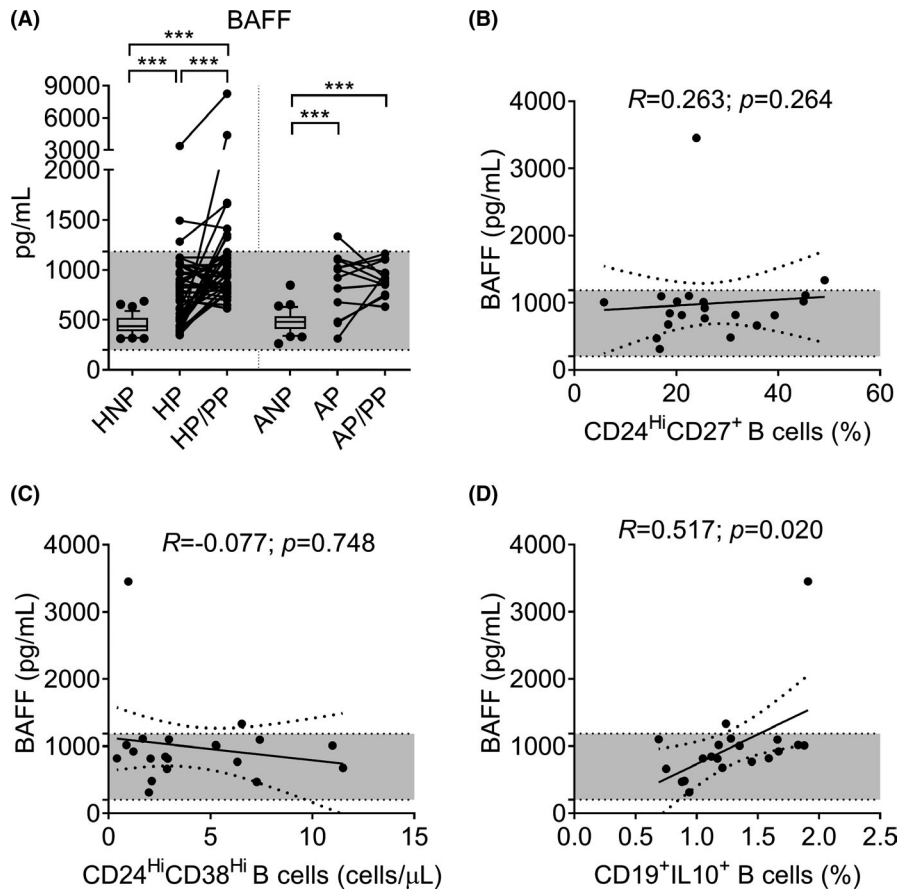 (A)
BAFF
***
*** ***
***
***
pg/mL
9000
6000
3000
2000
1500
1000
500
0
HNP HP HP/PP ANP AP AP/PP
(B)
R=0.263; p=0.264
BAFF (pg/mL)
4000
3000
2000
1000
0
0 20 40 60
CD24ᴴⁱCD27⁺ B cells (%)
(C)
R=-0.077; p=0.748
BAFF (pg/mL)
4000
3000
2000
1000
0
0 5 10 15
CD24ᴴⁱCD38ᴴⁱ B cells (cells/μL)
(D)
R=0.517; p=0.020
BAFF (pg/mL)
4000
3000
2000
1000
0
0.0 0.5 1.0 1.5 2.0 2.5
CD19⁺IL10⁺ B cells (%)